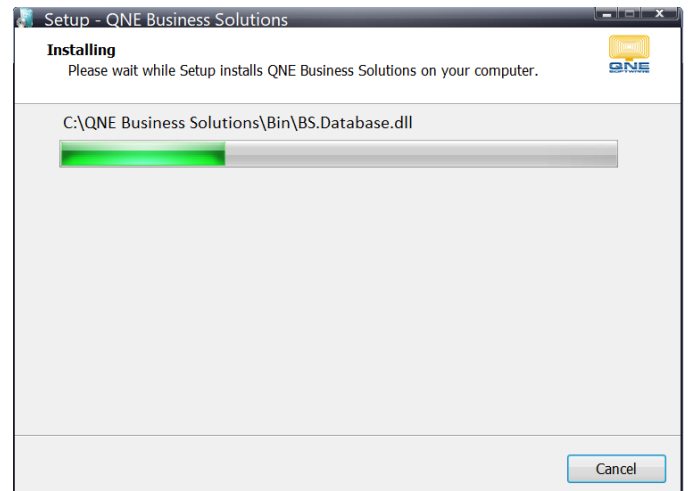 Setup - QNE Business Solutions
Installing
Please wait while Setup installs QNE Business Solutions on your computer.
QNE
SOFTWARE
C:\QNE Business Solutions\Bin\BS.Database.dll
Cancel